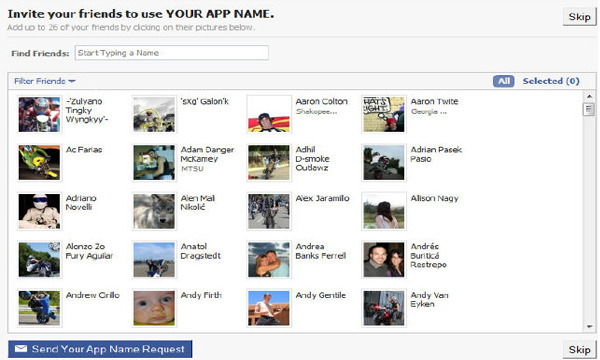 Invite your friends to use YOUR APP NAME.
Skip
Add up to 26 of your friends by clicking on their pictures below.
Find Friends: Start Typing a Name
Filter Friends
All Selected (0)
-'Zulyano Tingky Wyngkyy'-
'sXg' Galon'k
Aaron Colton
Shakopee...
Aaron Twite
Georgia ...
Ac Farias
Adam Danger McKamey
MTSU
Adhil D-smoke Outlawz
Adrian Pasek Pasio
Adriano Novelli
Alen Mali Nikolić
Alex Jaramilo
Alison Nagy
Alonzo Zo Fury Aguilar
Anatol Dragstedt
Andrea Banks Ferrell
Andrés Buriticá Restrepo
Andrew Cirillo
Andy Firth
Andy Gentile
Andy Van Eyken
Send Your App Name Request
Skip